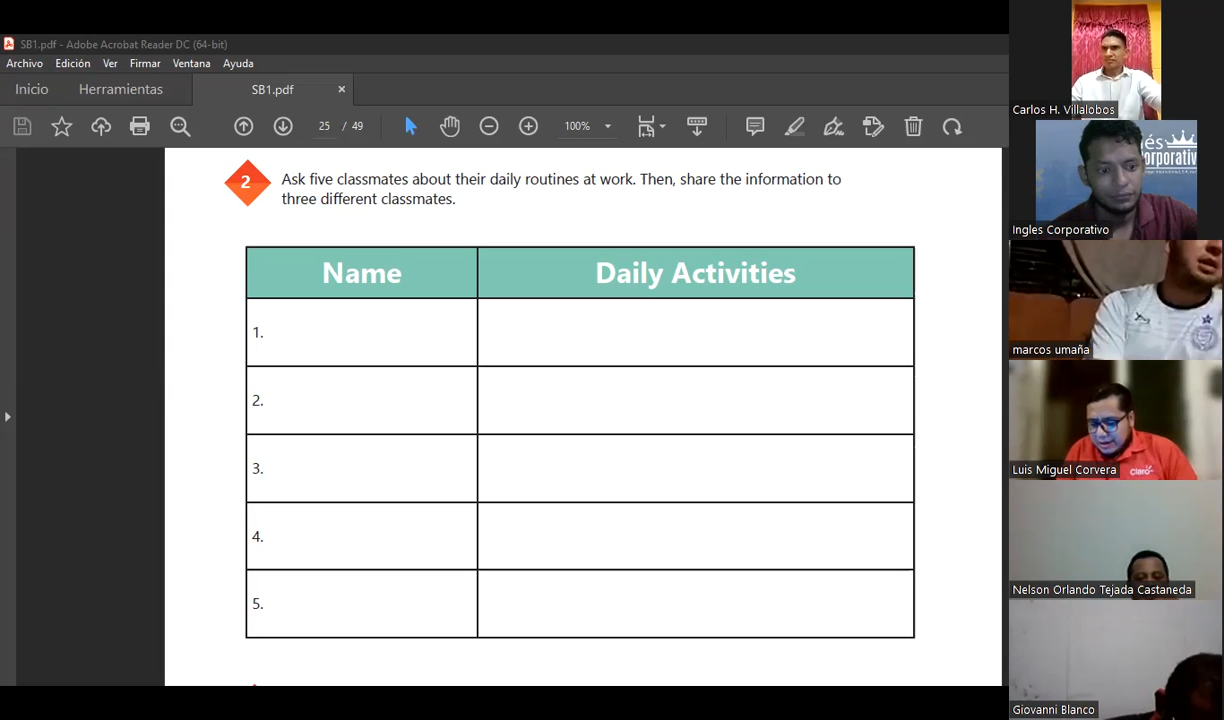 SB1.pdf - Adobe Acrobat Reader DC (64-bit)
Archivo Edición Ver Firmar Ventana Ayuda
Inicio Herramientas SB1.pdf ×
25 / 49 100%
2 Ask five classmates about their daily routines at work. Then, share the information to
three different classmates.
Name Daily Activities
1.
2.
3.
4.
5.
Carlos H. Villalobos
és
orporativ
Ingles Corporativo
marcos umaña
Claro
Luis Miguel Corvera
Nelson Orlando Tejada Castaneda
Giovanni Blanco